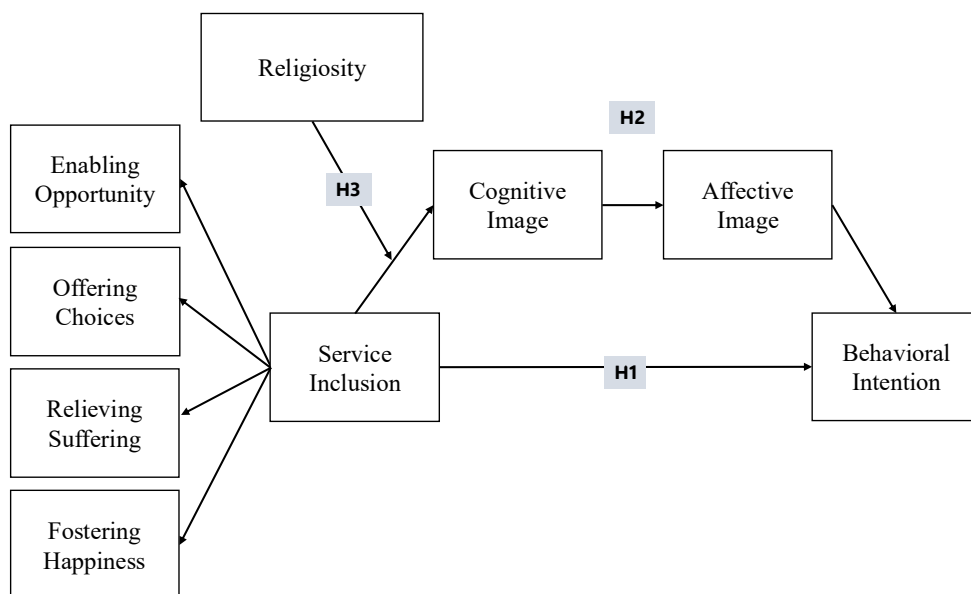 Religiosity
H2
Enabling
Opportunity
H3
Cognitive
Image
Affective
Image
Offering
Choices
Service
Inclusion
H1
Behavioral
Intention
Relieving
Suffering
Fostering
Happiness